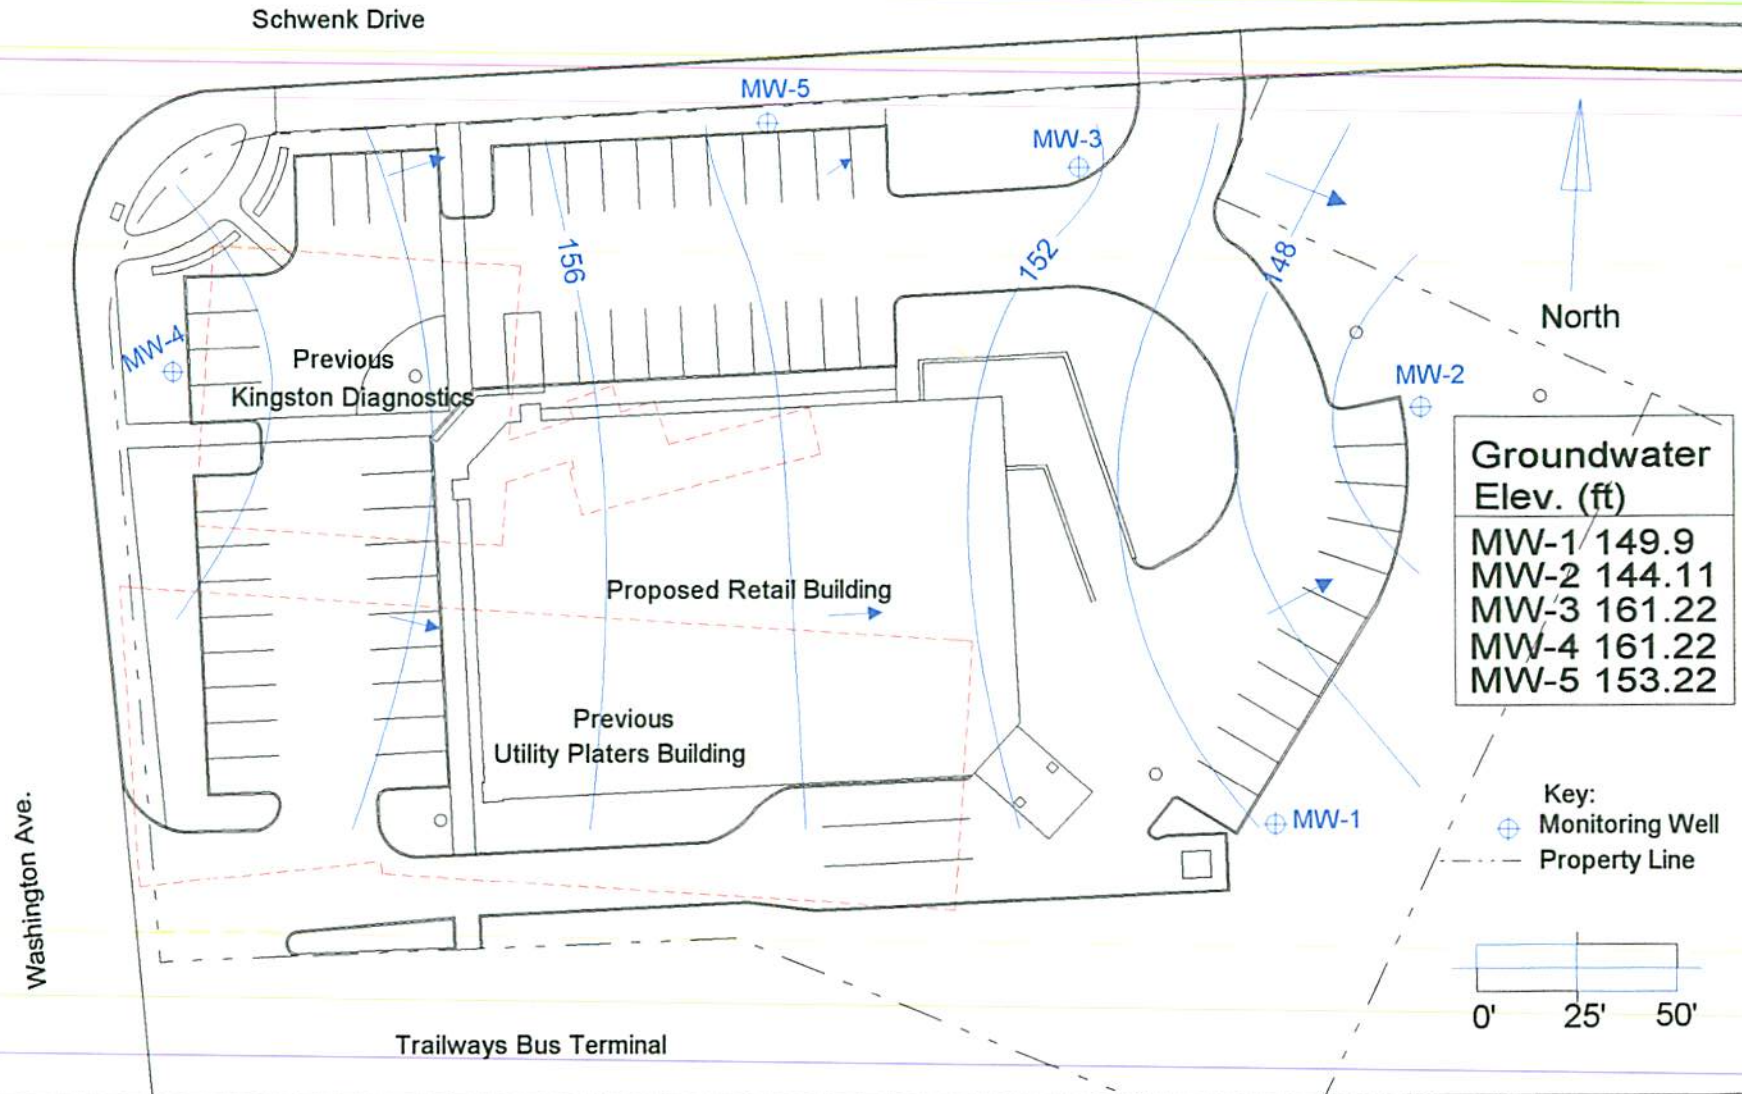 Schwenk Drive
MW-5
MW-3
156
152
148
North
MW-4
Previous
Kingston Diagnostics
MW-2
Groundwater
Elev. (ft)
MW-1 149.9
MW-2 144.11
MW-3 161.22
MW-4 161.22
MW-5 153.22
Proposed Retail Building
Previous
Utility Platers Building
MW-1
Key:
Monitoring Well
Property Line
Washington Ave.
0' 25' 50'
Trailways Bus Terminal